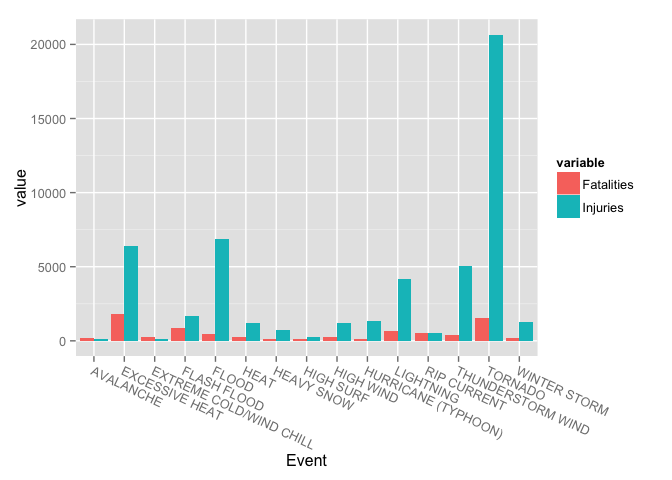 20000
15000
10000
5000
0
value
AVALANCHE
EXCESSIVE HEAT
EXTREME COLD/WIND CHILL
FLASH FLOOD
FLOOD
HEAT
HEAVY SNOW
HIGH SURF
HIGH WIND
HURRICANE (TYPHOON)
LIGHTNING
RIP CURRENT
THUNDERSTORM WIND
TORNADO
WINTER STORM
Event
variable
Fatalities
Injuries